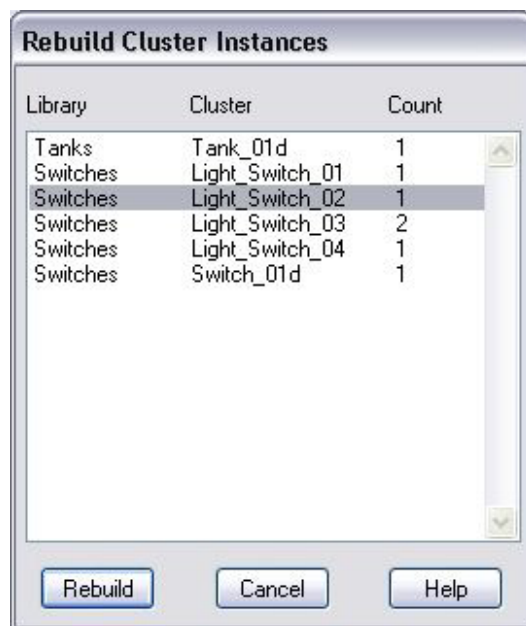 Rebuild Cluster Instances
Library Cluster Count
Tanks Tank_01d 1
Switches Light_Switch_01 1
Switches Light_Switch_02 1
Switches Light_Switch_03 2
Switches Light_Switch_04 1
Switches Switch_01d 1
Rebuild Cancel Help